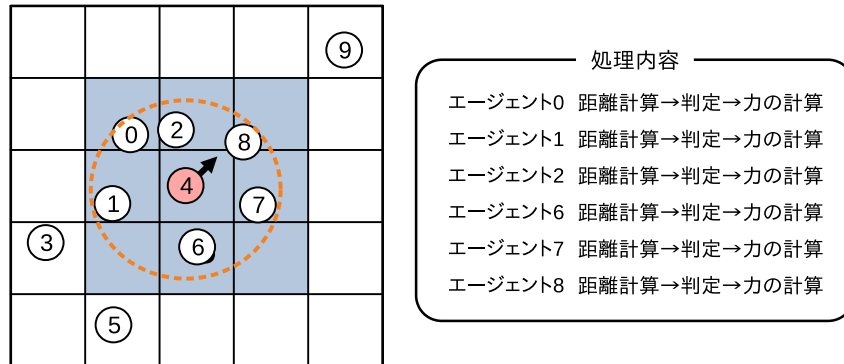 9
0
2
8
4
1
7
3
6
5
処理内容
エージェント0 距離計算→判定→力の計算
エージェント1 距離計算→判定→力の計算
エージェント2 距離計算→判定→力の計算
エージェント6 距離計算→判定→力の計算
エージェント7 距離計算→判定→力の計算
エージェント8 距離計算→判定→力の計算